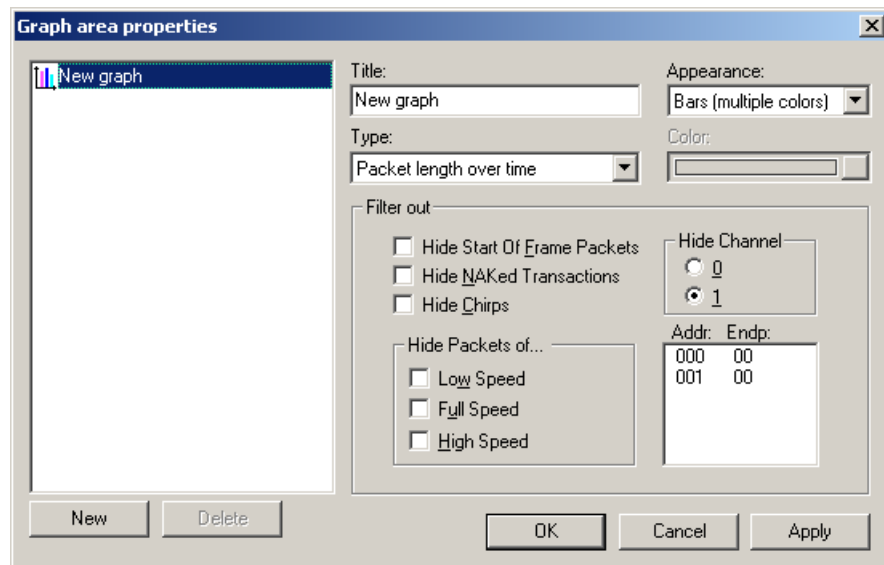 Graph area properties
New graph
Title:
New graph
Appearance:
Bars (multiple colors)
Type:
Packet length over time
Color:
Filter out
Hide Start Of Frame Packets
Hide NAKed Transactions
Hide Chirps
Hide Channel
0
1
Hide Packets of...
Low Speed
Full Speed
High Speed
Addr: Endp:
000 00
001 00
New
Delete
OK
Cancel
Apply